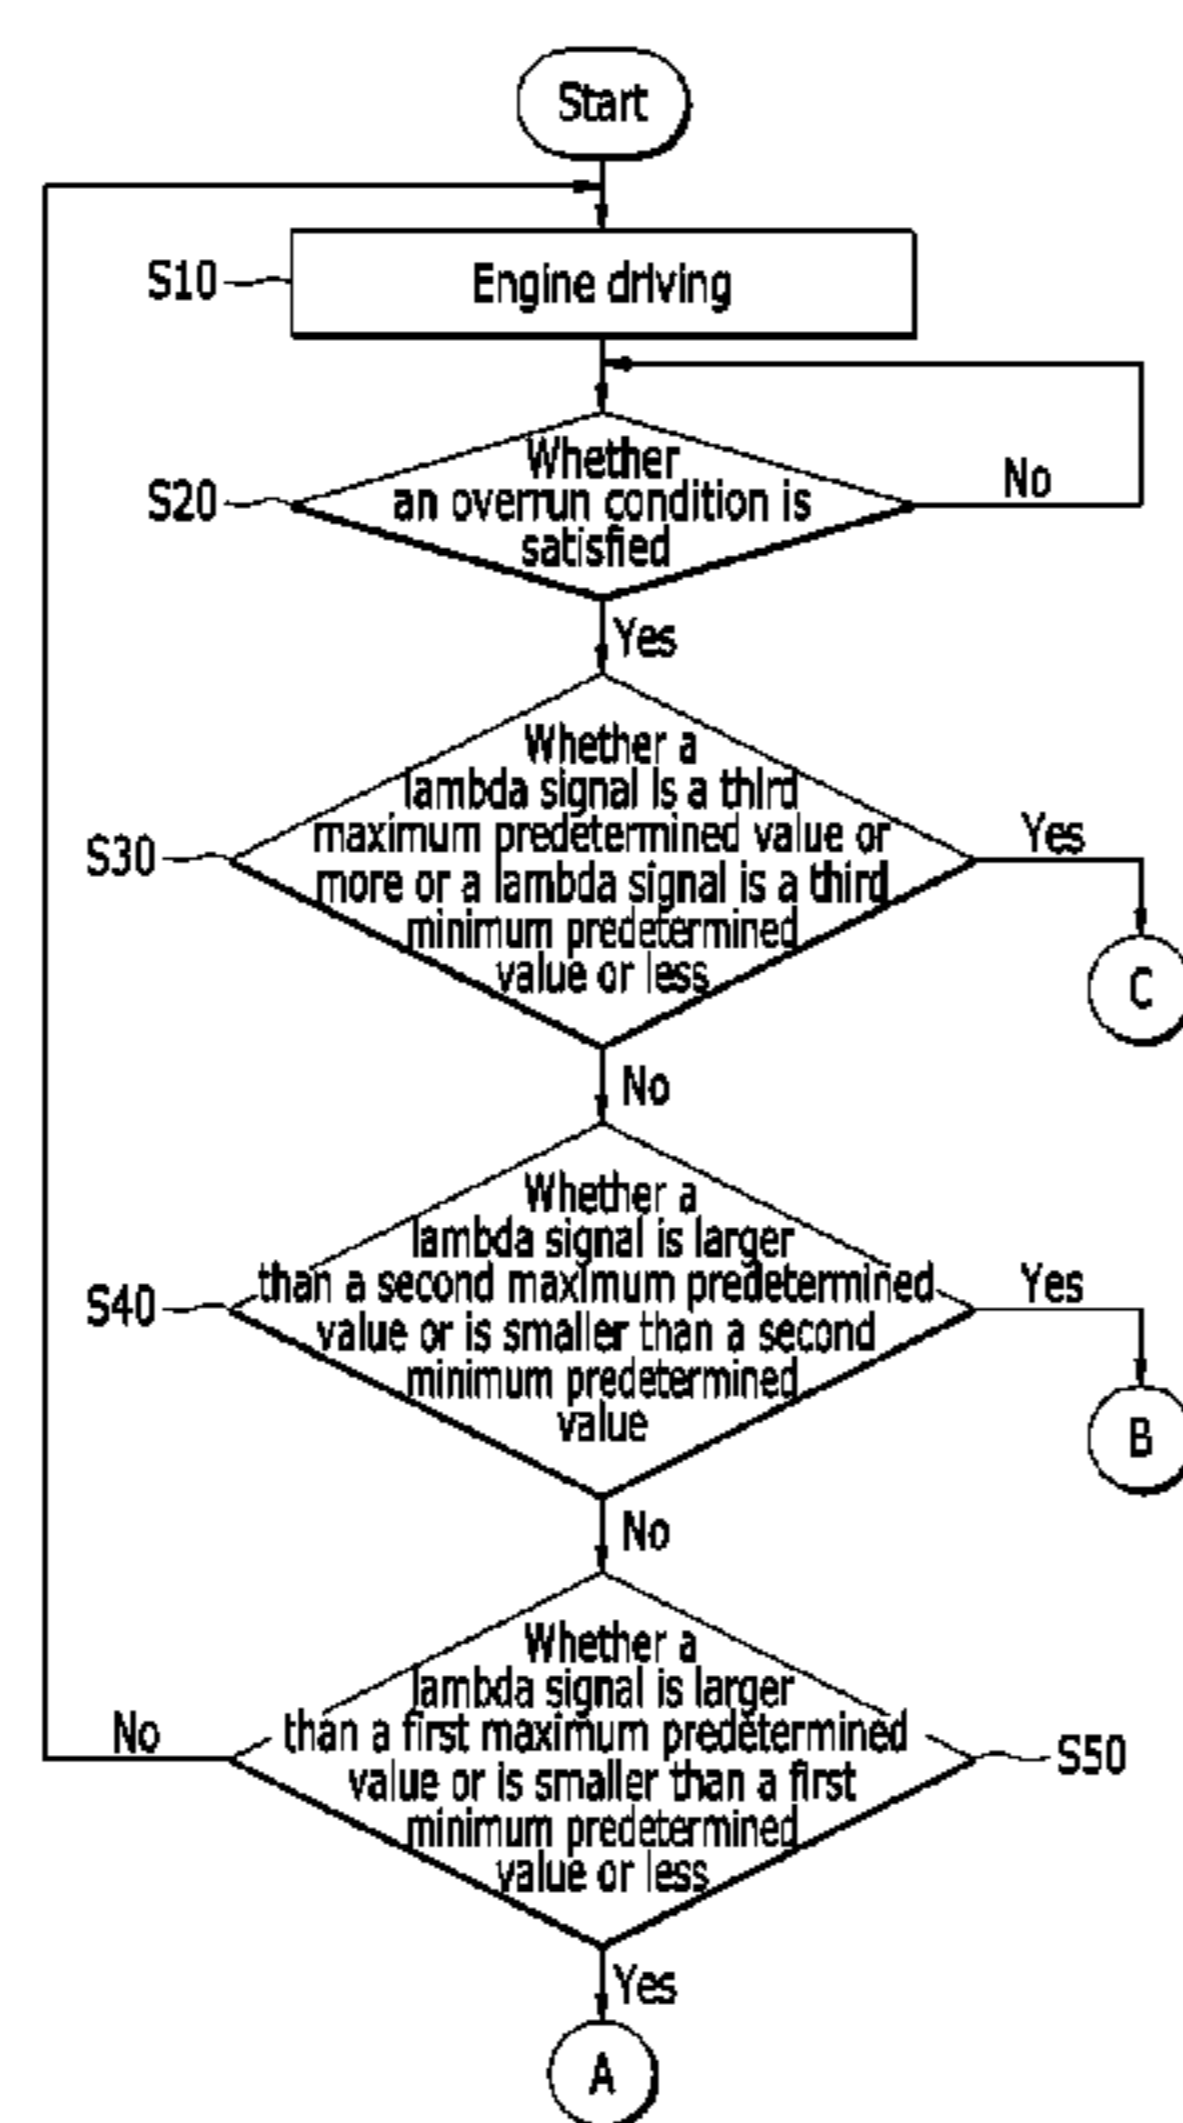 Start
S10
Engine driving
S20
Whether
an overrun condition is
satisfied
No
Yes
S30
Whether a
lambda signal is a third
maximum predetermined value or
more or a lambda signal is a third
minimum predetermined
value or less
Yes
C
No
S40
Whether a
lambda signal is larger
than a second maximum predetermined
value or is smaller than a second
minimum predetermined
value
Yes
B
No
Whether a
lambda signal is larger
than a first maximum predetermined
value or is smaller than a first
minimum predetermined
value or less
No
S50
Yes
A